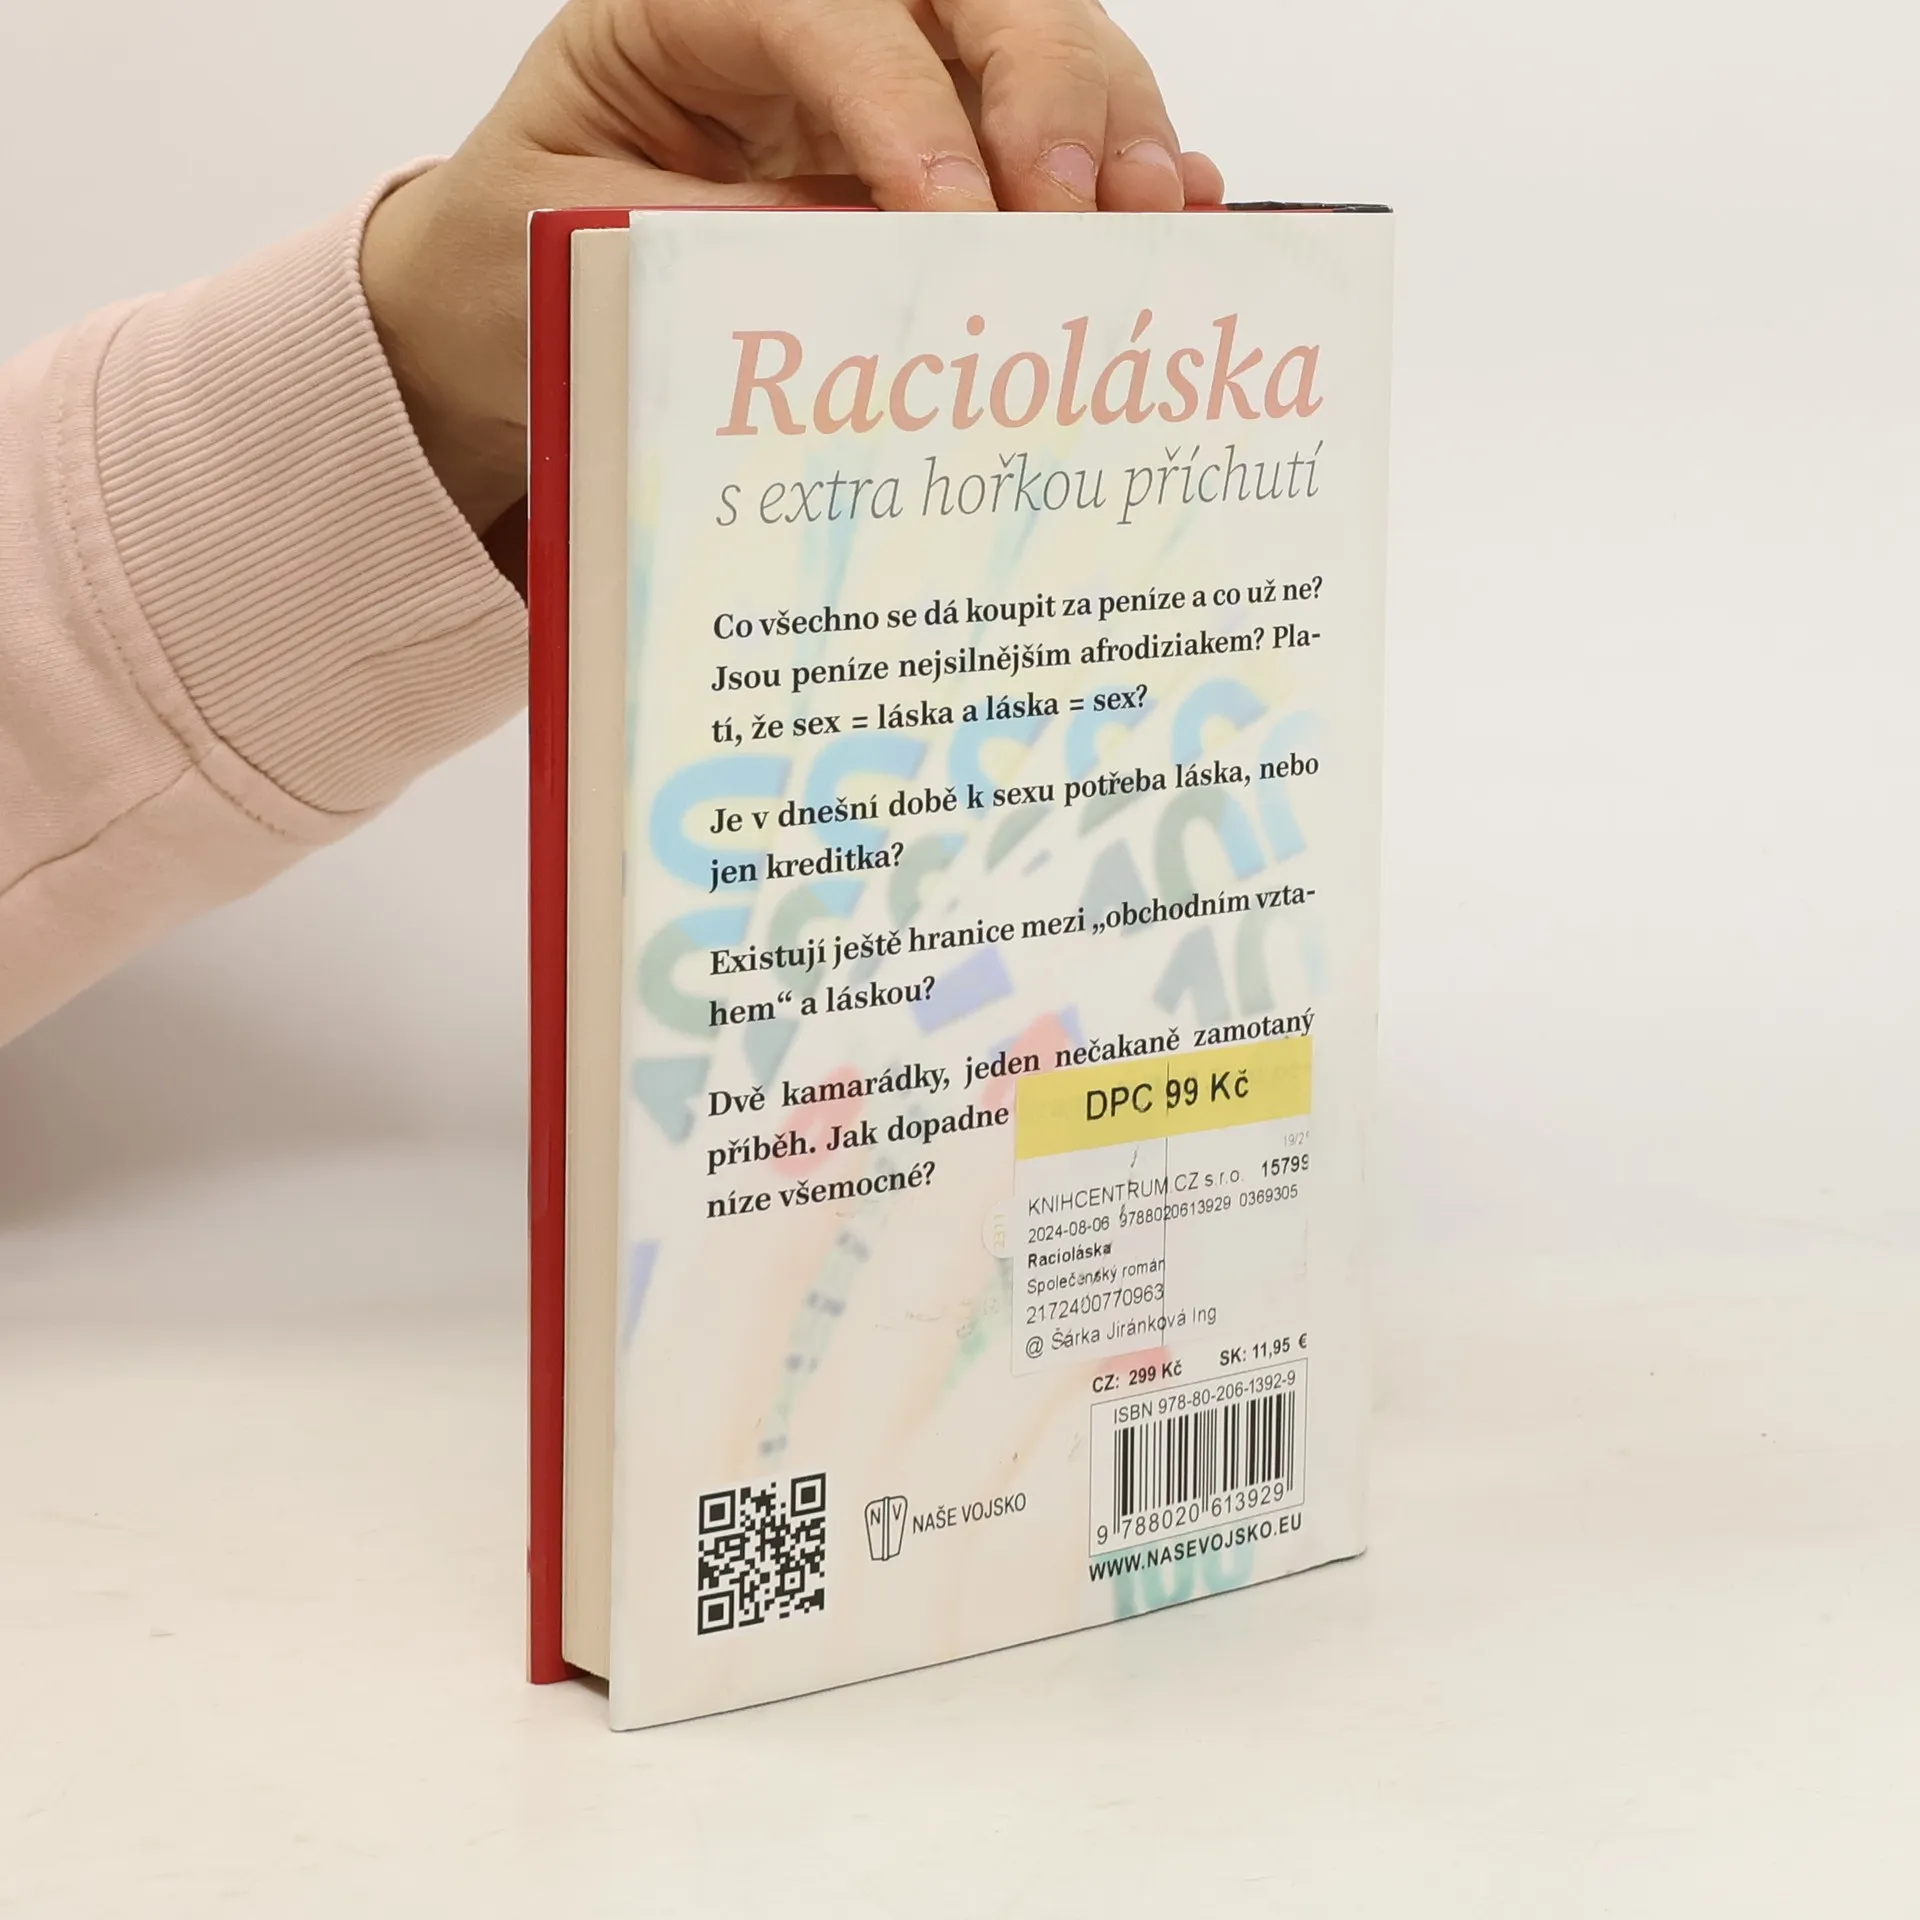 Racioláska
s extra hořkou příchutí
Co všechno se dá koupit za peníze a co už ne?
Jsou peníze nejsilnějším afrodiziakem? Pla-
tí, že sex = láska a láska = sex?
Je v dnešní době k sexu potřeba láska, nebo
jen kreditka?
Existují ještě hranice mezi „obchodním vzta-
hem“ a láskou?
Dvě kamarádky, jeden nečakaně zamotaný
příběh. Jak dopadne
níze všemocné?
DPC 99 Kč
KNIHCENTRUM.CZ s.r.o. 15799
2024-08-06 9788020613929 0369305
Racioláska
Společenský román
2172400770963
@ Šárka Jiránková Ing
2311
CZ: 299 Kč SK: 11,95 €
ISBN 978-80-206-1392-9
9 788020 613929
WWW.NASEVOJSKO.EU
NV NAŠE VOJSKO